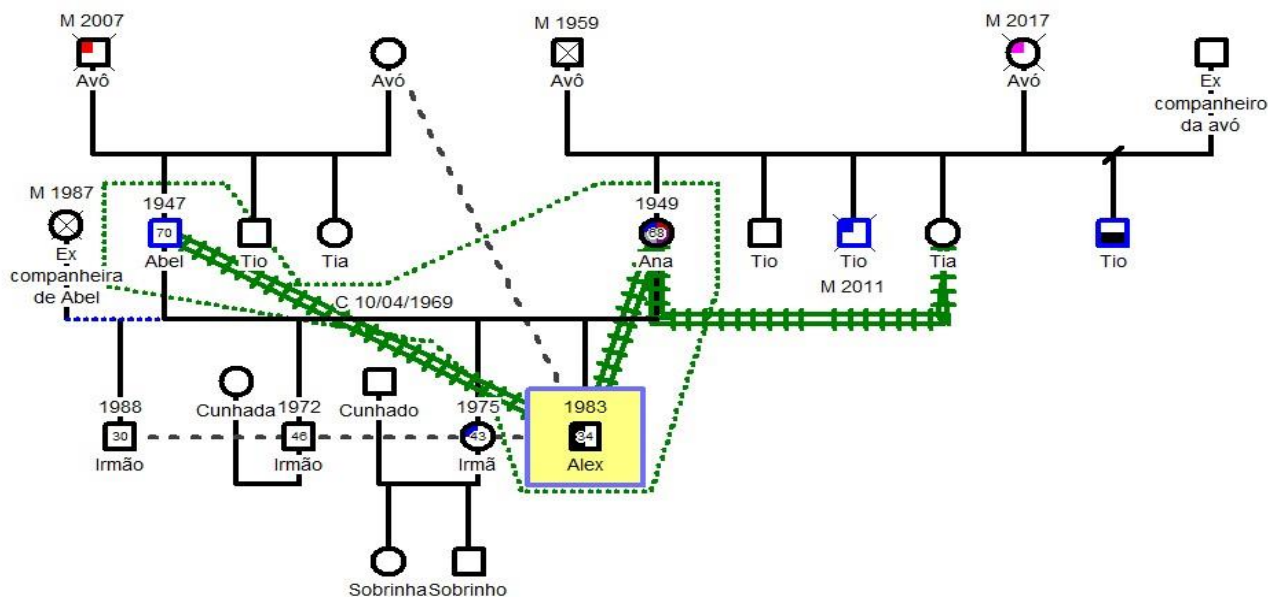 M 2007
Avô
Avó
M 1959
Avô
M 2017
Avó
Ex
companheiro
da avó
M 1987
Ex
companheira
de Abel
1947
70
Abel
Tio
Tia
1949
68
Ana
Tio
Tio
M 2011
Tia
Tio
C 10/04/1969
1988
30
Irmão
Cunhada
1972
46
Irmão
Cunhado
1975
43
Irmã
1983
34
Alex
Sobrinha
Sobrinho